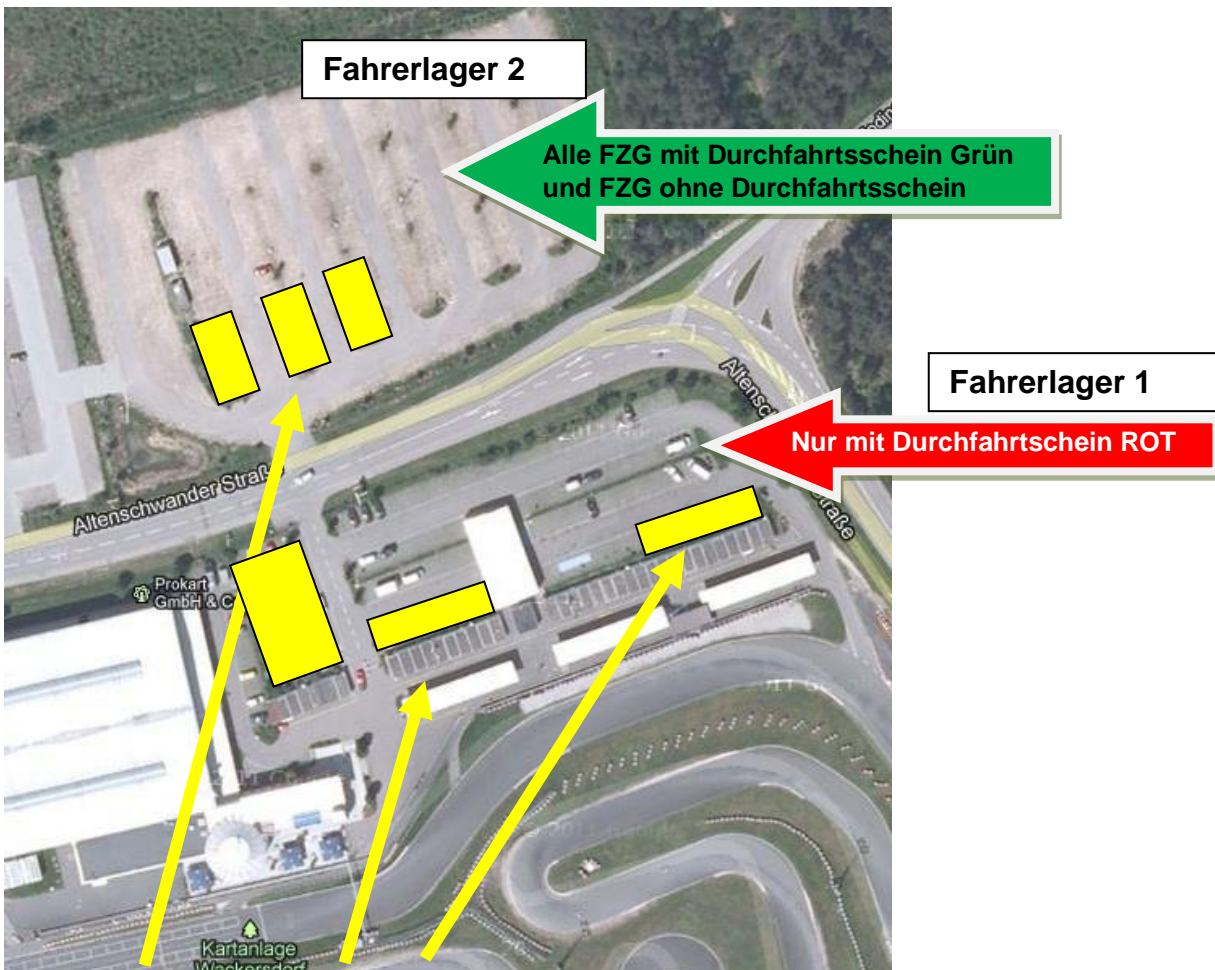 Fahrerlager 2
Alle FZG mit Durchfahrtsschein Grün
und FZG ohne Durchfahrtsschein
Fahrerlager 1
Nur mit Durchfahrtschein ROT
Altenschwander Straße
Prokart
GmbH & C
Kartanlage
Wackersdorf